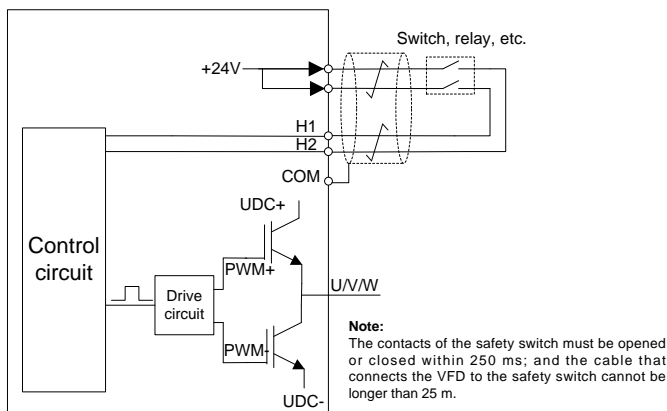 Switch, relay, etc.
+24V
H1
H2
COM
UDC+
Control
circuit
PWM+
U/V/W
Drive
circuit
PWM-
UDC-
Note:
The contacts of the safety switch must be opened
or closed within 250 ms; and the cable that
connects the VFD to the safety switch cannot be
longer than 25 m.